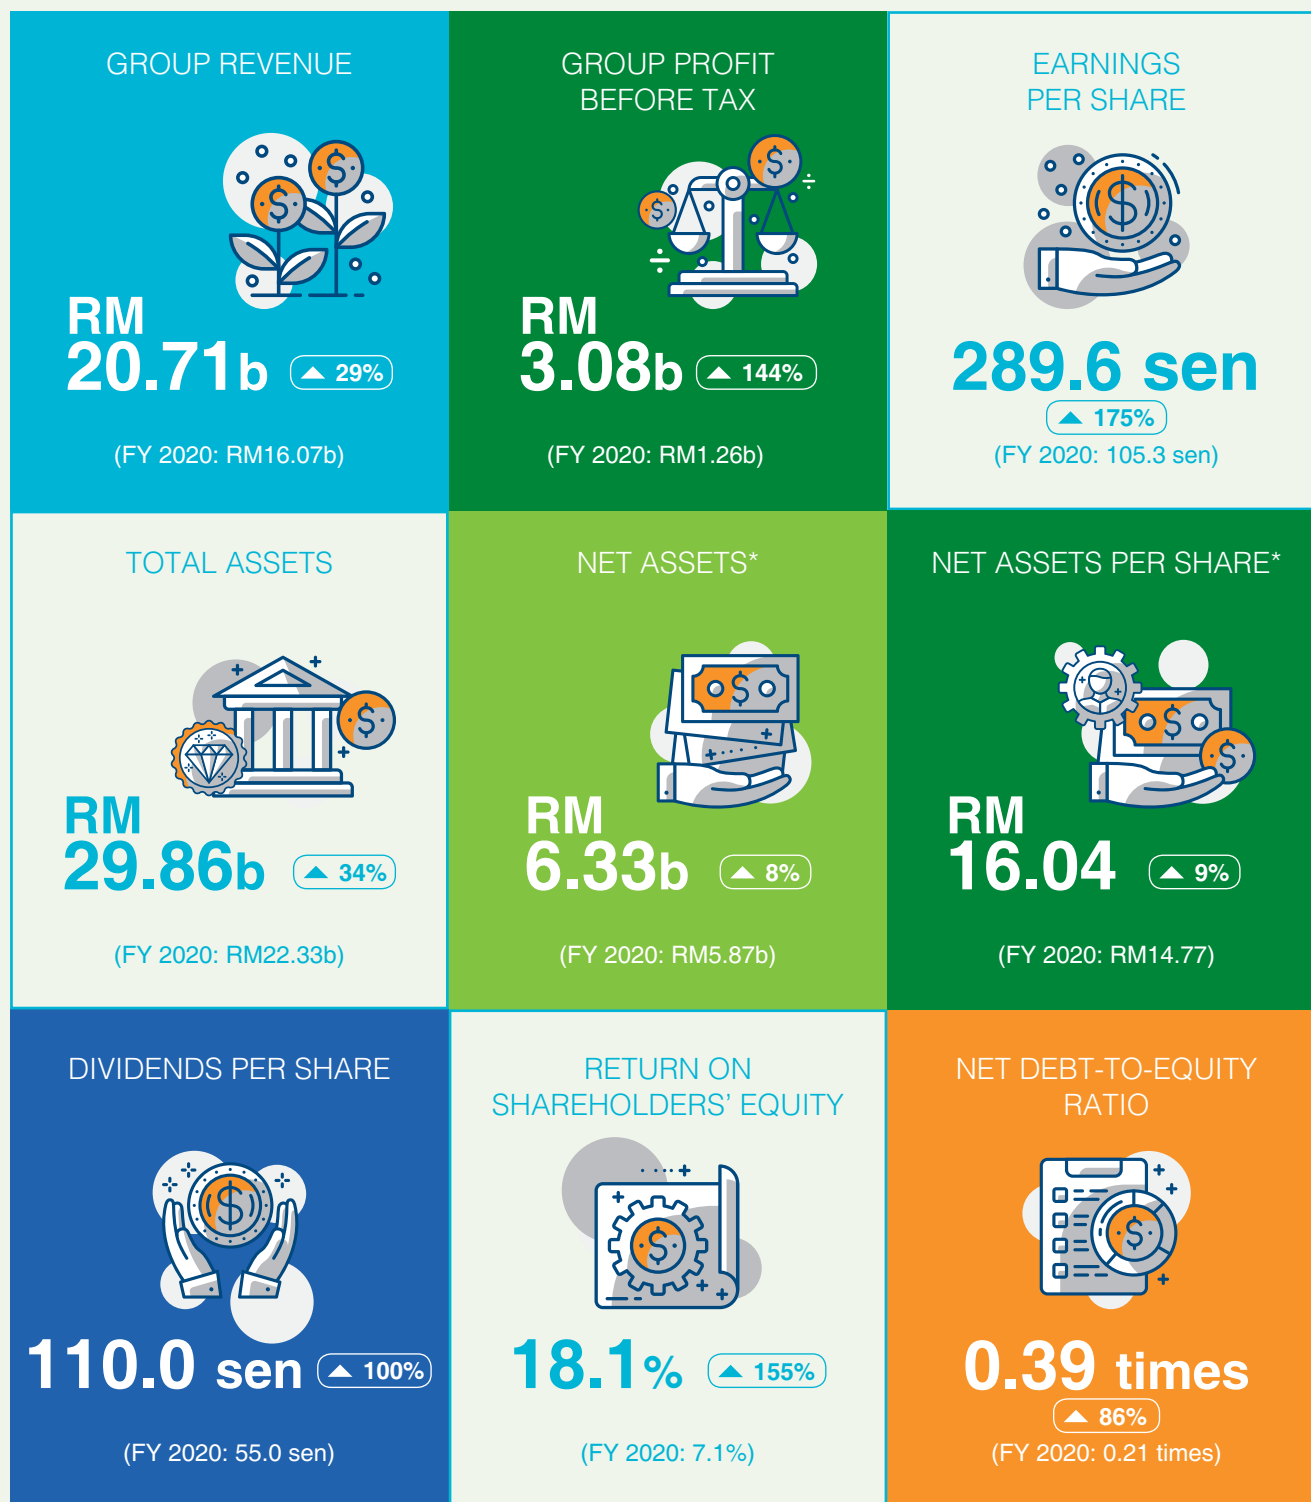 GROUP REVENUE
RM
20.71b ▲ 29%
(FY 2020: RM16.07b)
GROUP PROFIT
BEFORE TAX
RM
3.08b ▲ 144%
(FY 2020: RM1.26b)
EARNINGS
PER SHARE
289.6 sen
▲ 175%
(FY 2020: 105.3 sen)
TOTAL ASSETS
RM
29.86b ▲ 34%
(FY 2020: RM22.33b)
NET ASSETS*
RM
6.33b ▲ 8%
(FY 2020: RM5.87b)
NET ASSETS PER SHARE*
RM
16.04 ▲ 9%
(FY 2020: RM14.77)
DIVIDENDS PER SHARE
110.0 sen ▲ 100%
(FY 2020: 55.0 sen)
RETURN ON
SHAREHOLDERS’ EQUITY
18.1% ▲ 155%
(FY 2020: 7.1%)
NET DEBT-TO-EQUITY
RATIO
0.39 times
▲ 86%
(FY 2020: 0.21 times)